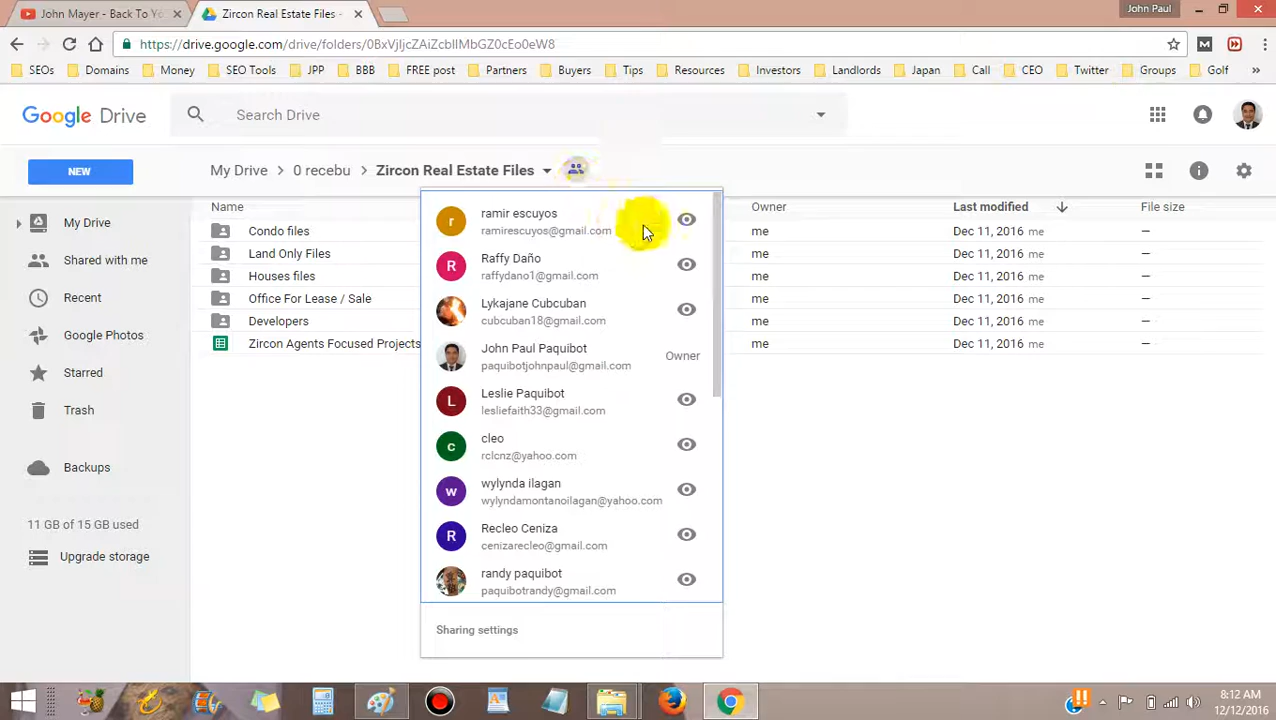 John Mayer - Back To Yo
Zircon Real Estate Files -
John Paul
https://drive.google.com/drive/folders/0BxVjIjcZAiZcbllMbGZ0cEo0eW8
SEOs Domains Money SEO Tools JPP BBB FREE post Partners Buyers Tips Resources Investors Landlords Japan Call CEO Twitter Groups Golf »
Google Drive
Search Drive
NEW
My Drive > 0 recebu > Zircon Real Estate Files
Name Owner Last modified File size
My Drive
Shared with me
Recent
Google Photos
Starred
Trash
Backups
11 GB of 15 GB used
Upgrade storage
Condo files me Dec 11, 2016 me —
Land Only Files me Dec 11, 2016 me —
Houses files me Dec 11, 2016 me —
Office For Lease / Sale me Dec 11, 2016 me —
Developers me Dec 11, 2016 me —
Zircon Agents Focused Projects me Dec 11, 2016 me —
r
ramir escuyos
ramirescuyos@gmail.com
R
Raffy Daño
raffydano1@gmail.com
Lykajane Cubcuban
cubcuban18@gmail.com
John Paul Paquibot
paquibotjohnpaul@gmail.com
Owner
L
Leslie Paquibot
lesliefaith33@gmail.com
c
cleo
rclcnz@yahoo.com
w
wylynda ilagan
wylyndamontanoilagan@yahoo.com
R
Recleo Ceniza
cenizarecleo@gmail.com
randy paquibot
paquibotrandy@gmail.com
Sharing settings
8:12 AM
12/12/2016